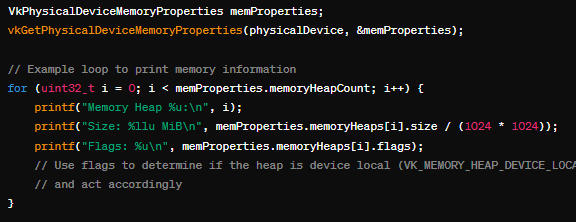 VkPhysicalDeviceMemoryProperties memProperties;
vkGetPhysicalDeviceMemoryProperties(physicalDevice, &memProperties);
// Example loop to print memory information
for (uint32_t i = 0; i < memProperties.memoryHeapCount; i++) {
printf("Memory Heap %u:\n", i);
printf("Size: %llu MiB\n", memProperties.memoryHeaps[i].size / (1024 * 1024));
printf("Flags: %u\n", memProperties.memoryHeaps[i].flags);
// Use flags to determine if the heap is device local (VK_MEMORY_HEAP_DEVICE_LOCA
// and act accordingly
}